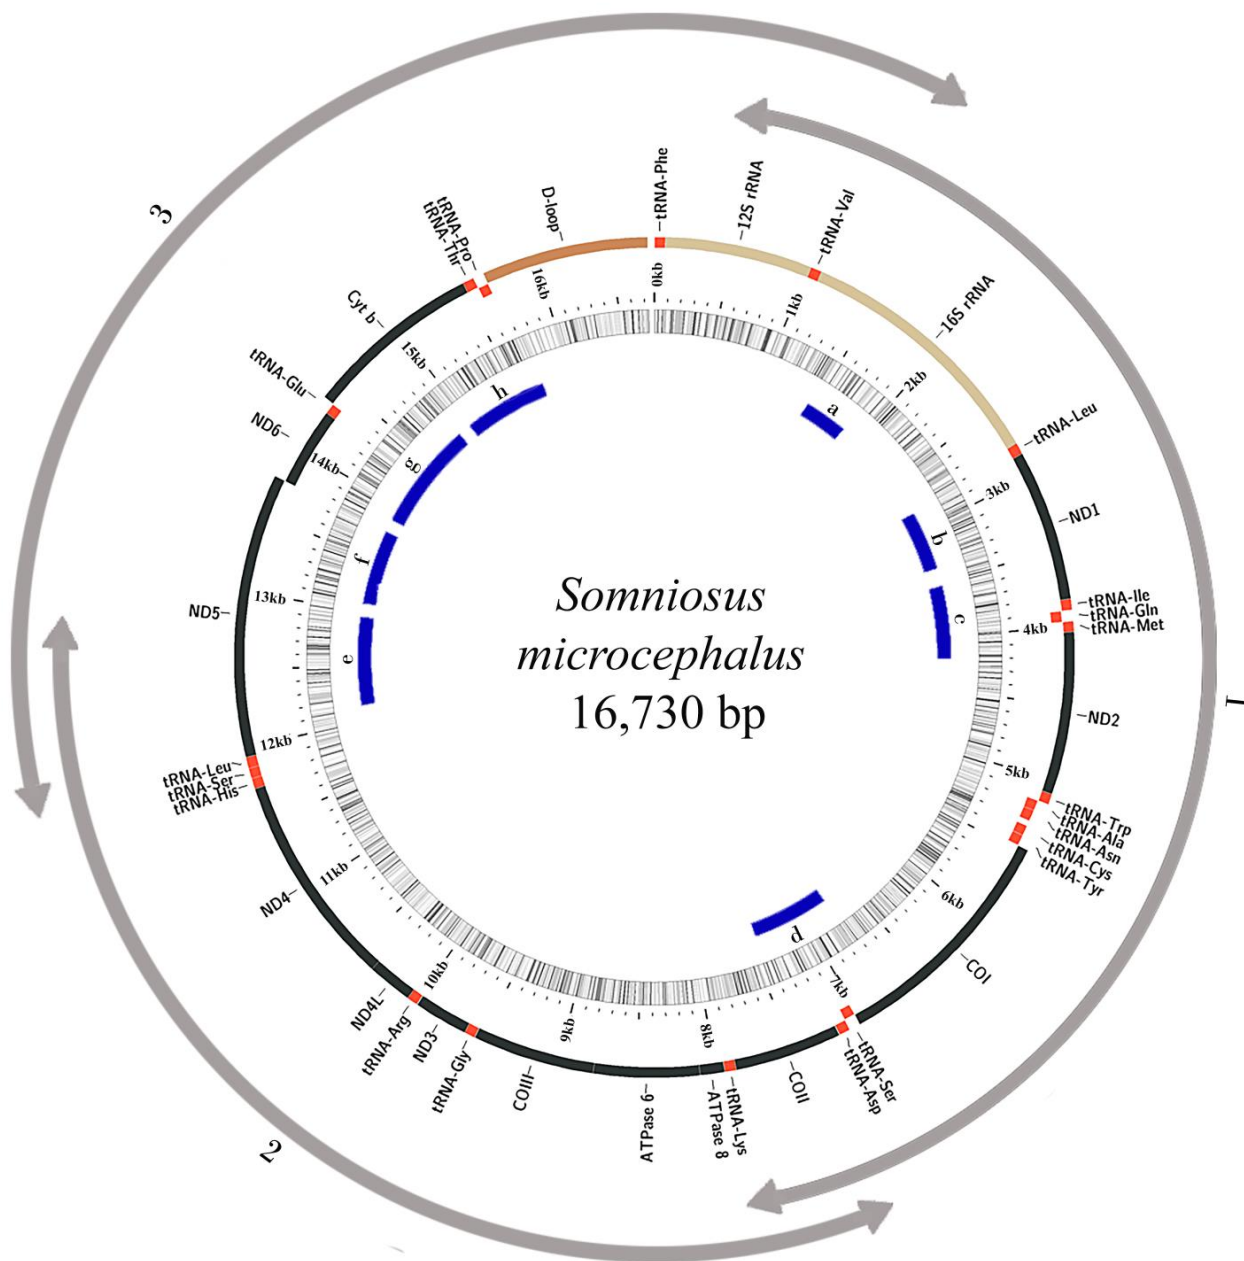 Somniosus
microcephalus
16,730 bp
tRNA-Phe
12S rRNA
tRNA-Val
16S rRNA
tRNA-Leu
ND1
tRNA-Ile
tRNA-Gln
tRNA-Met
ND2
tRNA-Trp
tRNA-Ala
tRNA-Asn
tRNA-Cys
tRNA-Tyr
COI
tRNA-Ser
tRNA-Asp
COII
tRNA-Lys
ATPase 8
ATPase 6
COIII
tRNA-Gly
ND3
tRNA-Arg
ND4L
ND4
tRNA-His
tRNA-Ser
tRNA-Leu
ND5
ND6
tRNA-Glu
Cyt b
tRNA-Thr
tRNA-Pro
D-loop
0kb
1kb
2kb
3kb
4kb
5kb
6kb
7kb
8kb
9kb
10kb
11kb
12kb
13kb
14kb
15kb
16kb
a
b
c
d
e
f
g
h
1
2
3